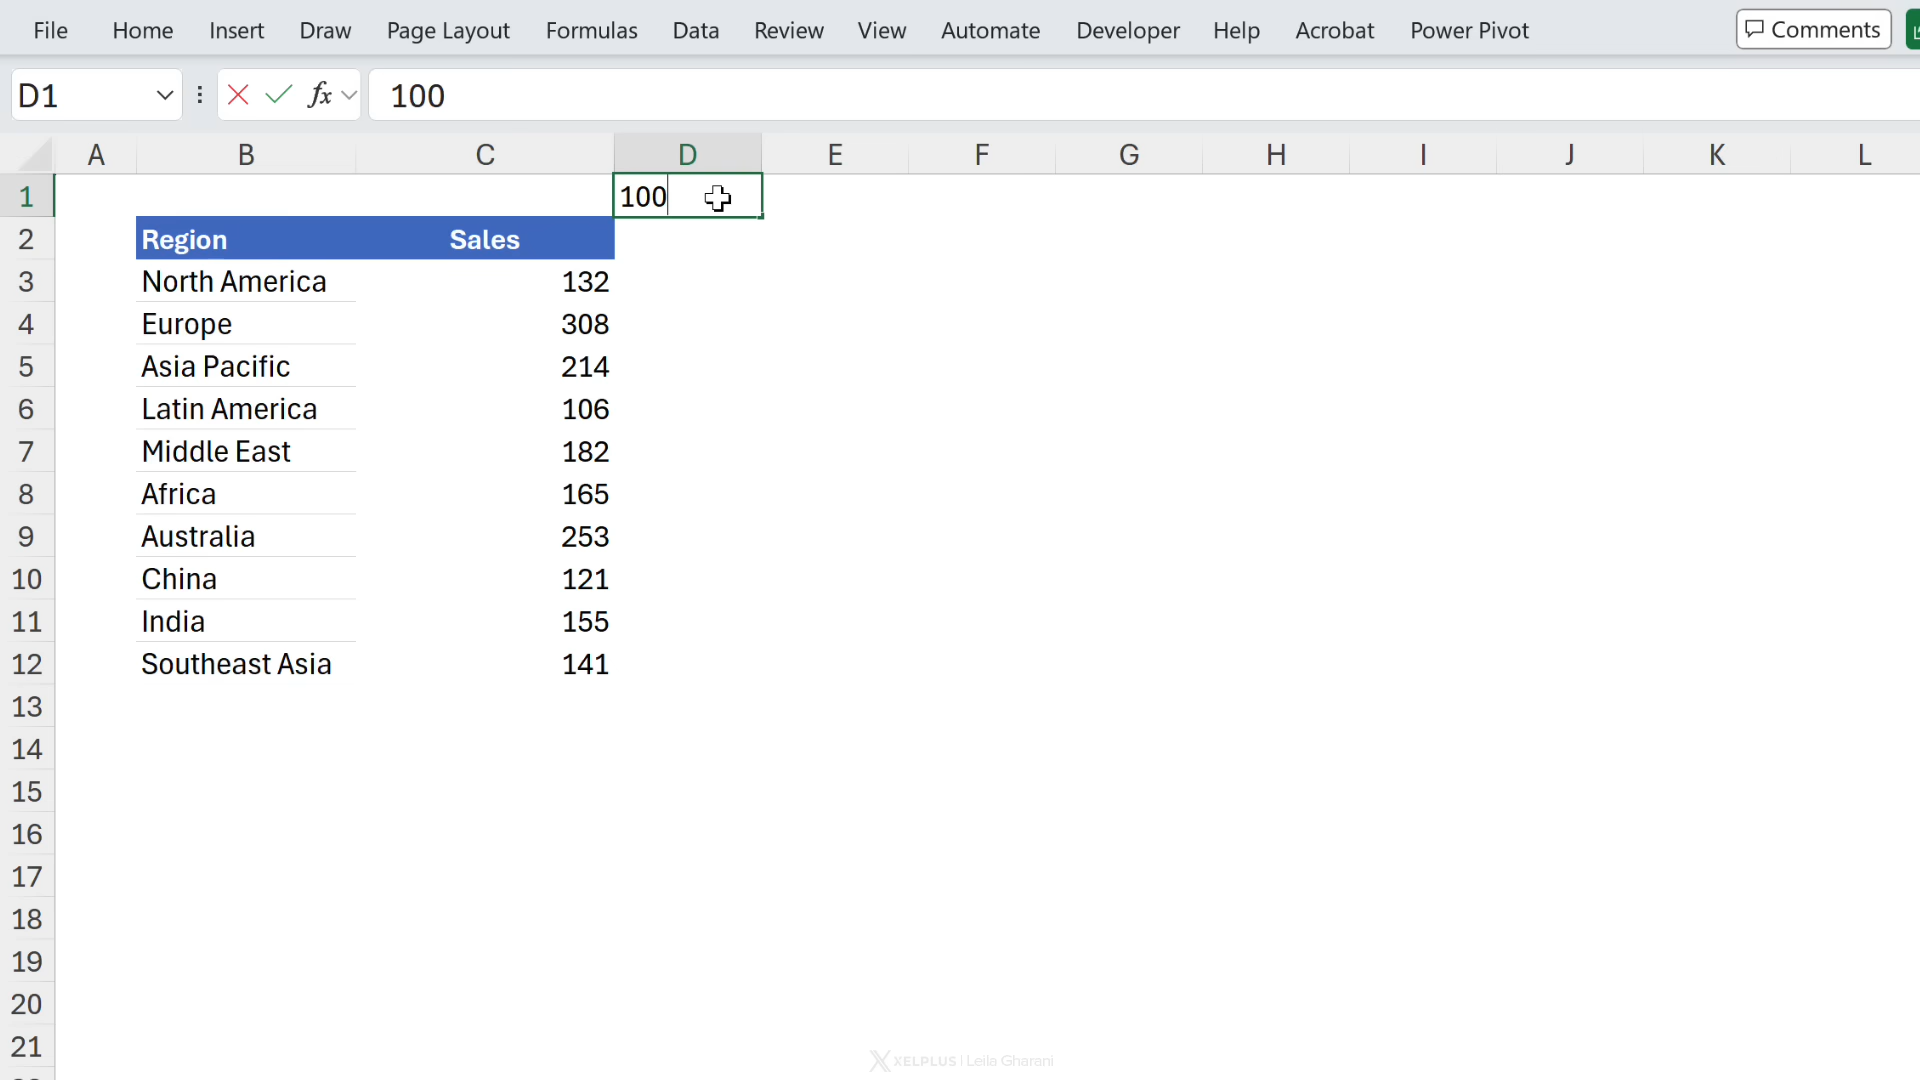 File Home Insert Draw Page Layout Formulas Data Review View Automate Developer Help Acrobat Power Pivot Comments
D1 fx 100
A B C D E F G H I J K L
1 100
2 Region Sales
3 North America 132
4 Europe 308
5 Asia Pacific 214
6 Latin America 106
7 Middle East 182
8 Africa 165
9 Australia 253
10 China 121
11 India 155
12 Southeast Asia 141
13
14
15
16
17
18
19
20
21
XELPLUS | Leila Gharani